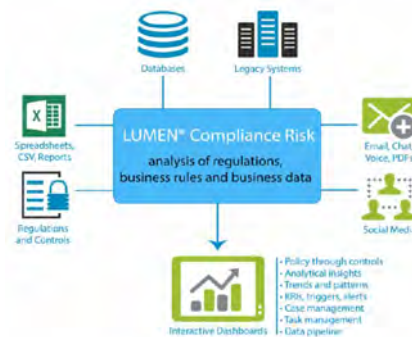 Databases
Legacy Systems
Spreadsheets,
CSV, Reports
LUMEN® Compliance Risk
analysis of regulations,
business rules and business data
Email, Chat,
Voice, PDFs
Regulations
and Controls
Social Media
Interactive Dashboards
• Policy through controls
• Analytical insights
• Trends and patterns
• KRIs, triggers, alerts
• Case management
• Task management
• Data pipeline